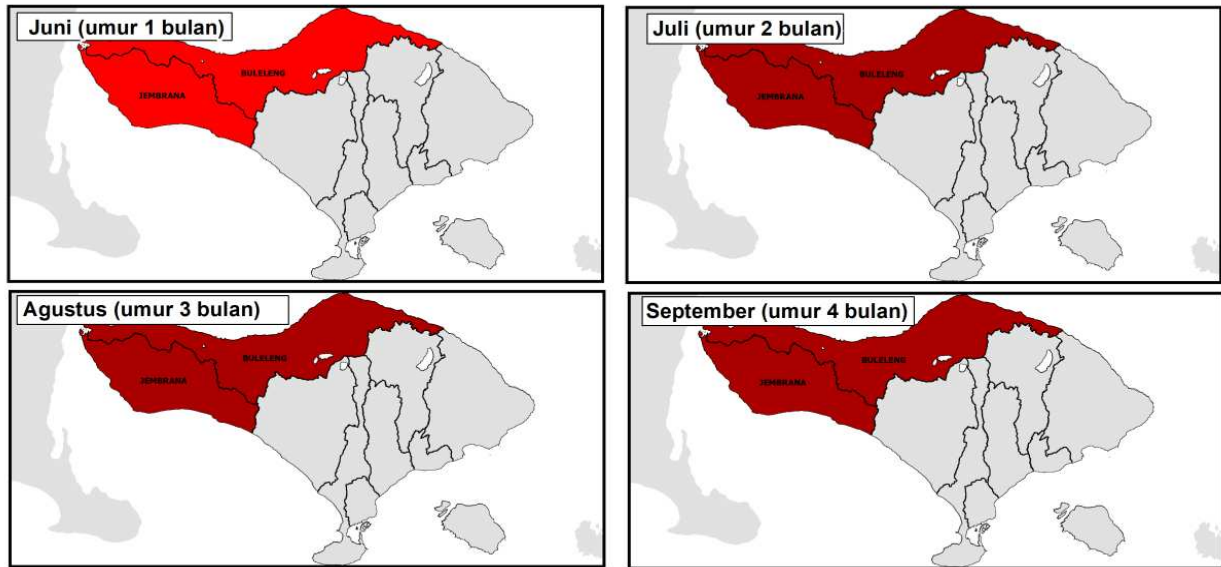 Juni (umur 1 bulan)
BULELENG
JEMBRANA
Juli (umur 2 bulan)
BULELENG
JEMBRANA
Agustus (umur 3 bulan)
BULELENG
JEMBRANA
September (umur 4 bulan)
BULELENG
JEMBRANA